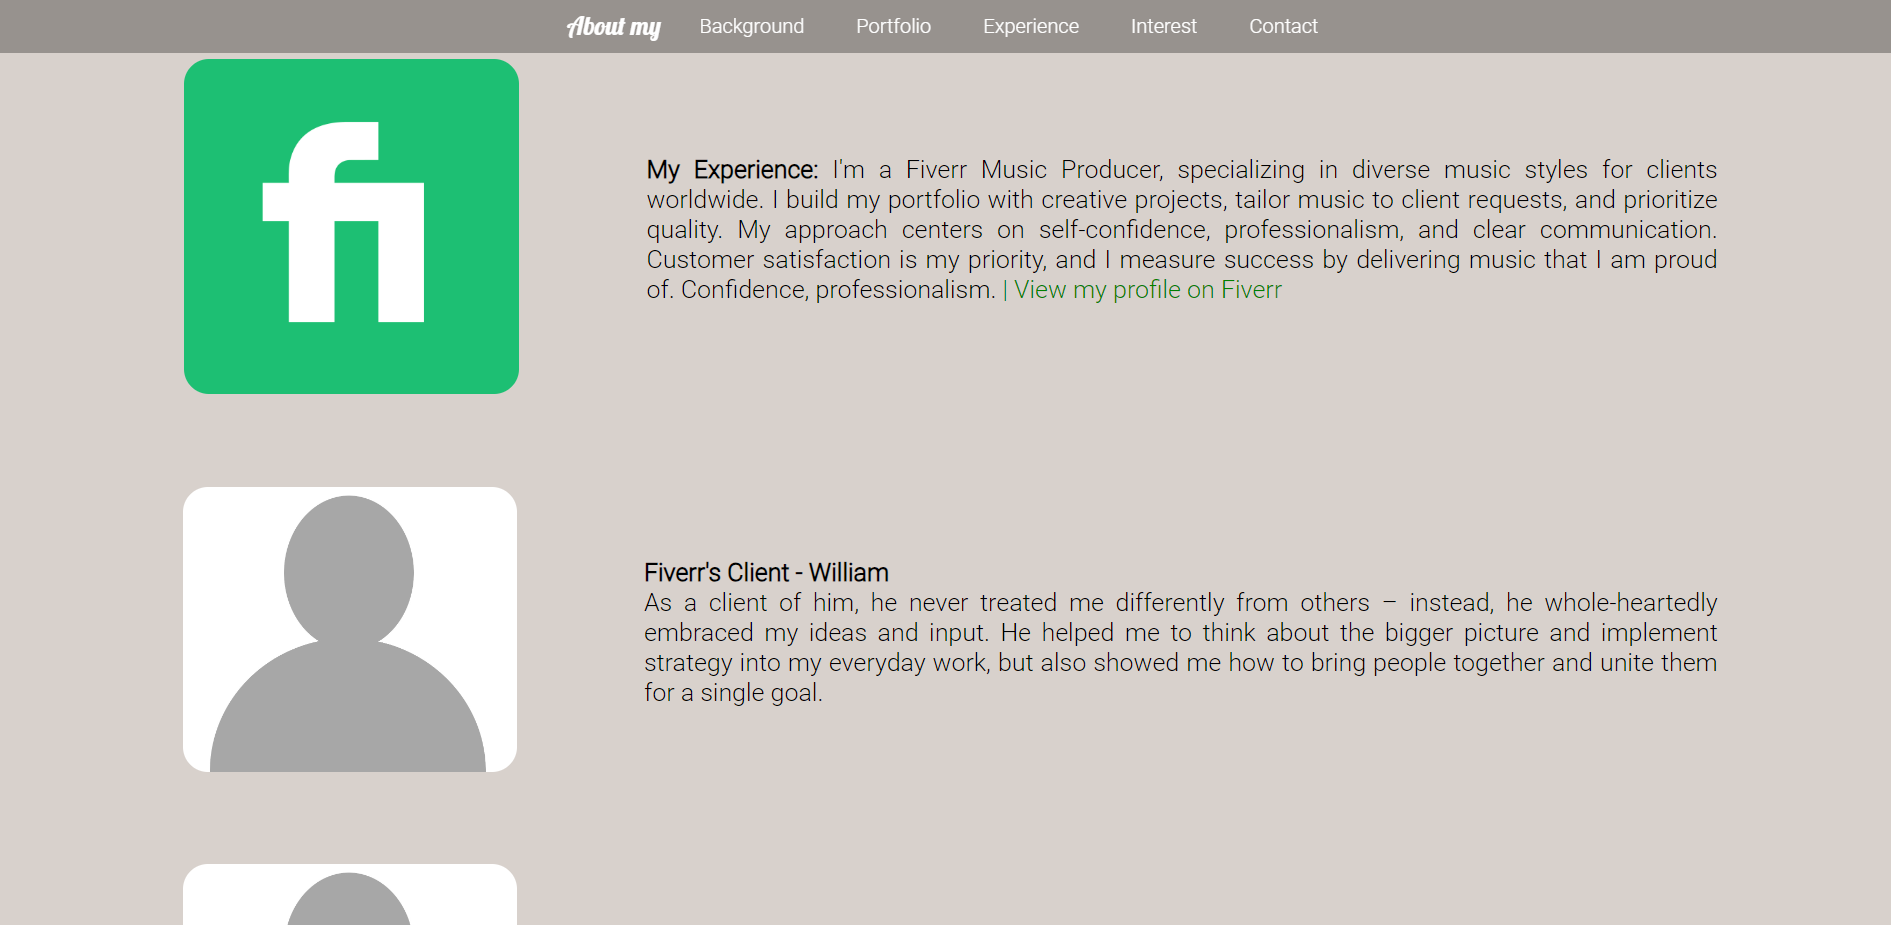 About my Background Portfolio Experience Interest Contact
fi
My Experience: I'm a Fiverr Music Producer, specializing in diverse music styles for clients
worldwide. I build my portfolio with creative projects, tailor music to client requests, and prioritize
quality. My approach centers on self-confidence, professionalism, and clear communication.
Customer satisfaction is my priority, and I measure success by delivering music that I am proud
of. Confidence, professionalism. | View my profile on Fiverr
Fiverr's Client - William
As a client of him, he never treated me differently from others – instead, he whole-heartedly
embraced my ideas and input. He helped me to think about the bigger picture and implement
strategy into my everyday work, but also showed me how to bring people together and unite them
for a single goal.